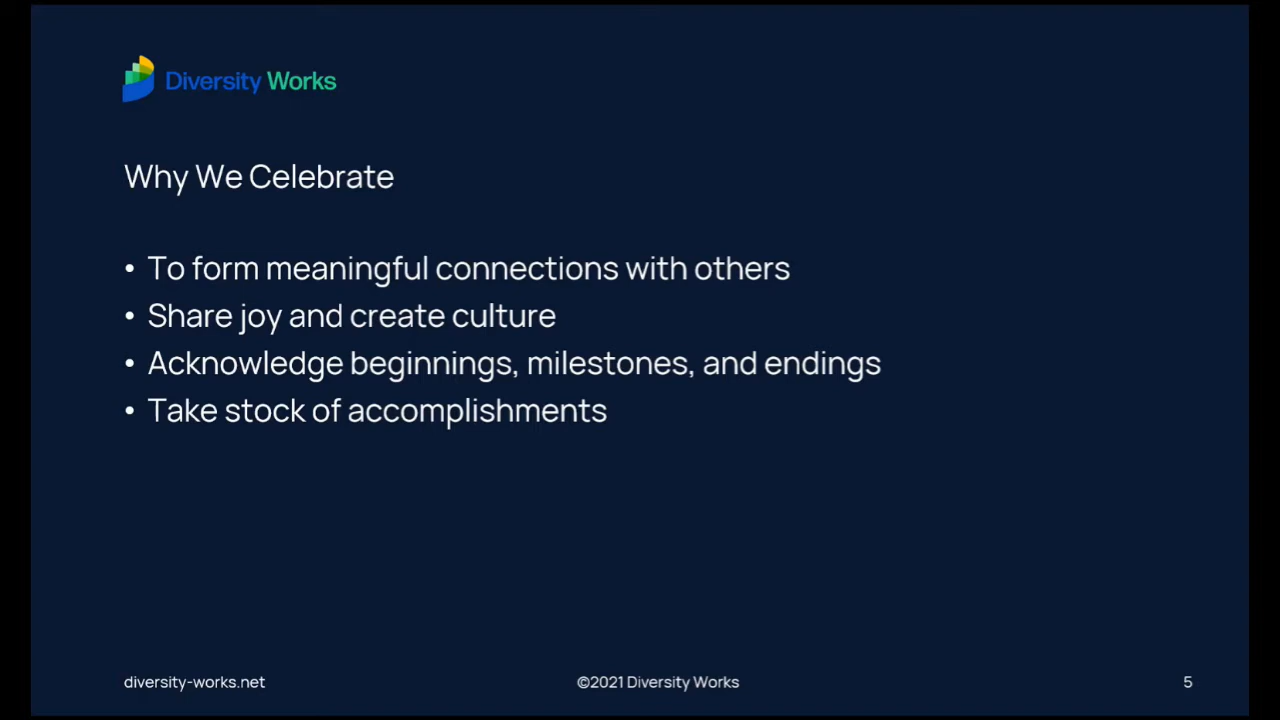 Diversity Works
Why We Celebrate
• To form meaningful connections with others
• Share joy and create culture
• Acknowledge beginnings, milestones, and endings
• Take stock of accomplishments
diversity-works.net
©2021 Diversity Works
5